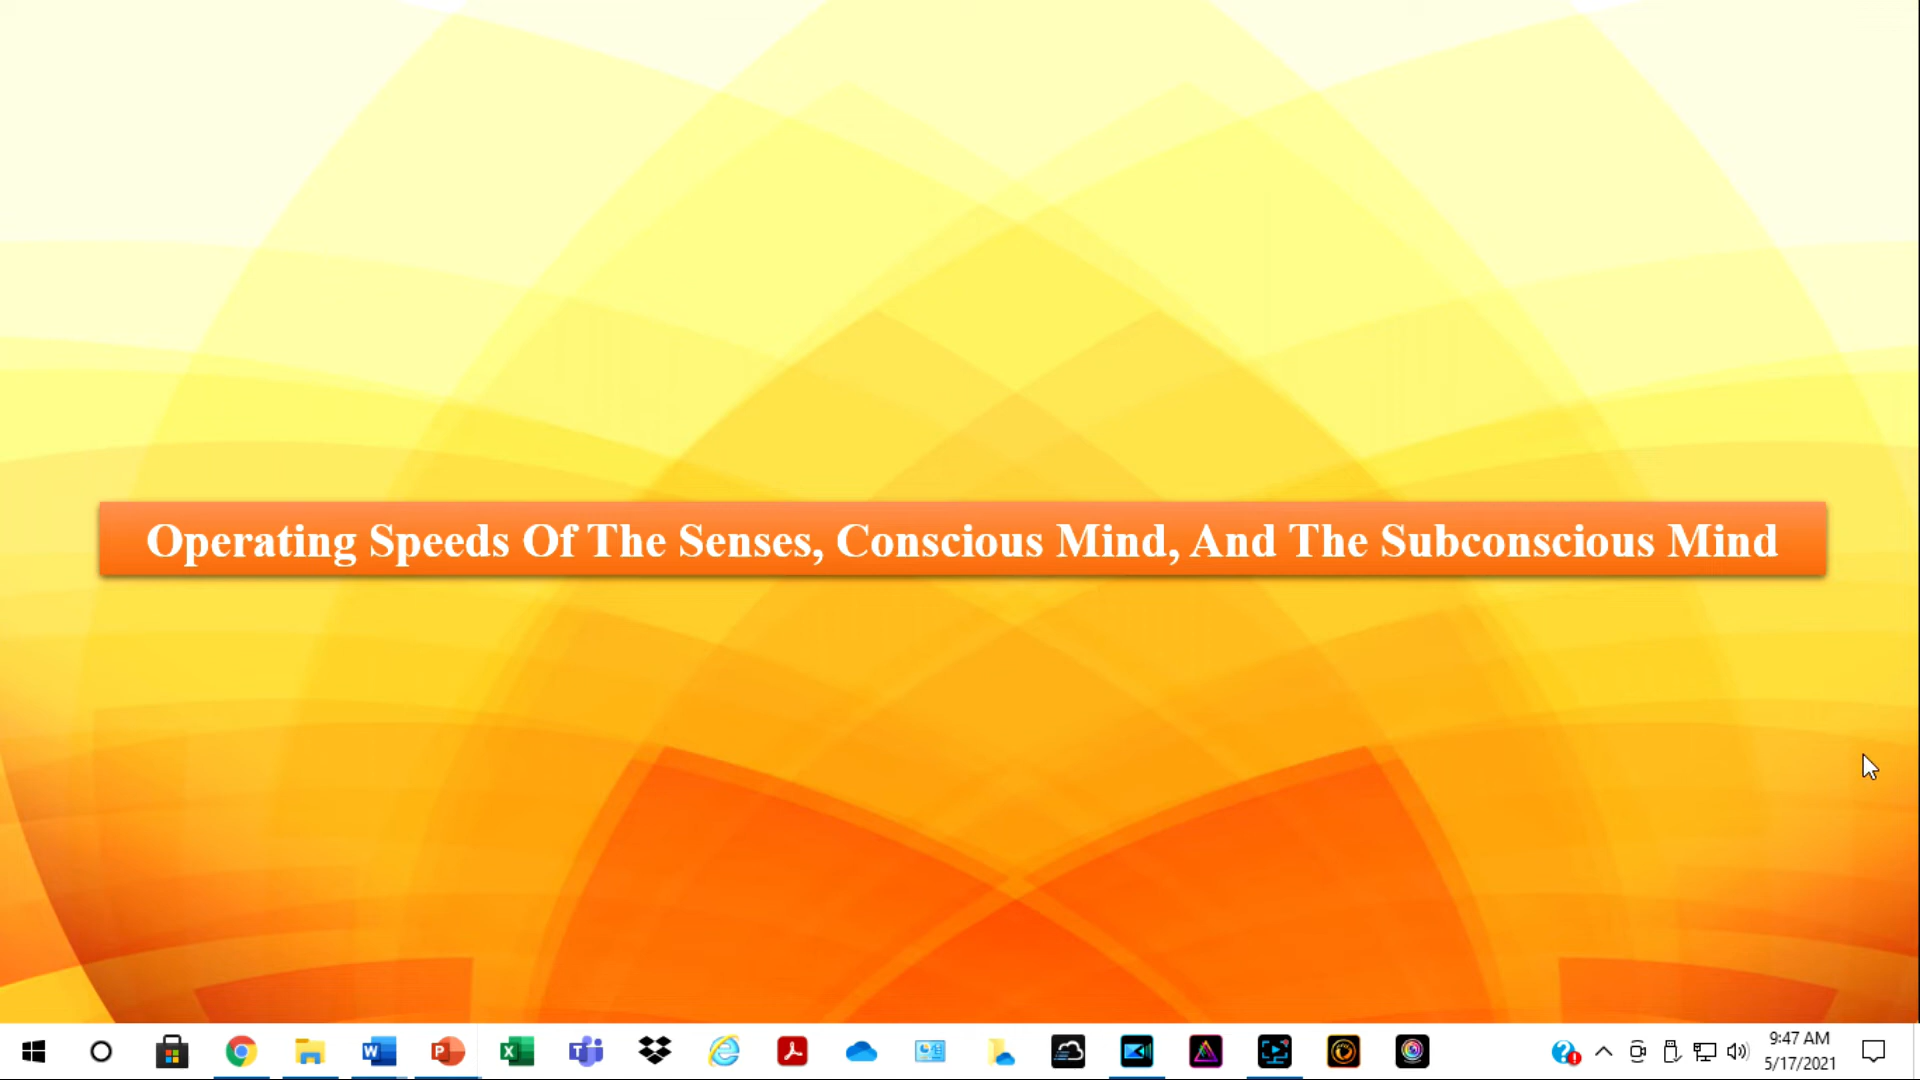 Operating Speeds Of The Senses, Conscious Mind, And The Subconscious Mind
9:47 AM
5/17/2021